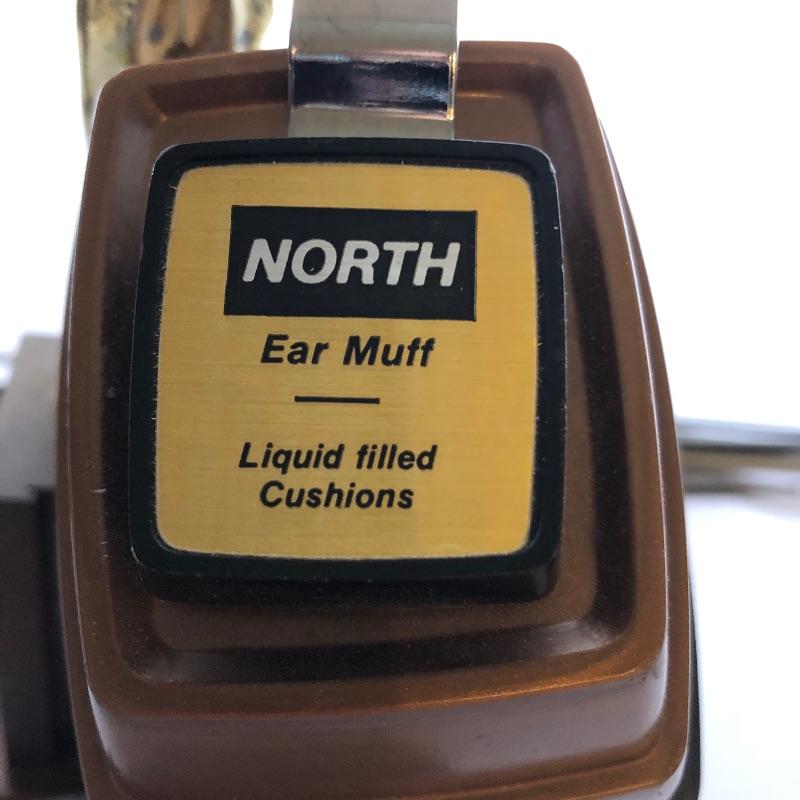 NORTH
Ear Muff
Liquid filled
Cushions